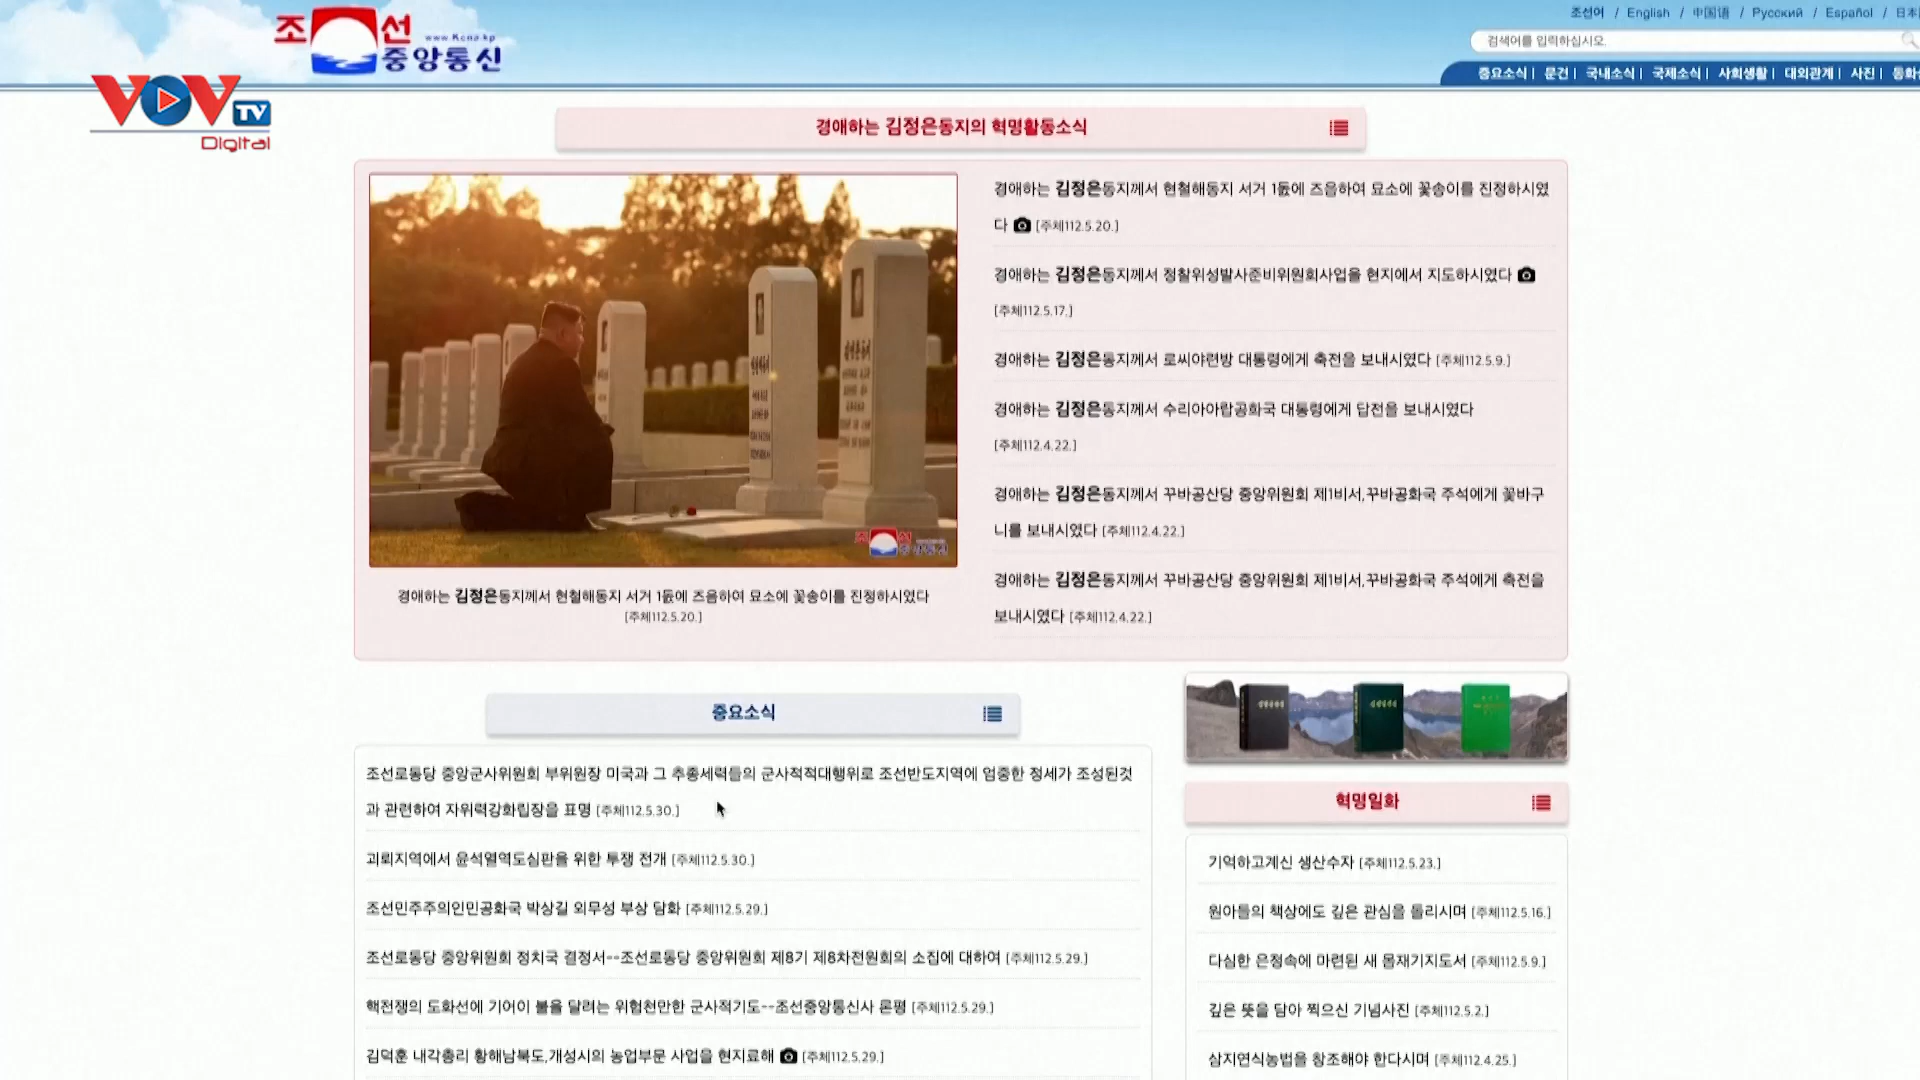 조선
www.kcna.kp
중앙통신
조선어 / English / 中国语 / Русский / Español / 日本
검색어를 입력하십시오.
중요소식 | 문건 | 국내소식 | 국제소식 | 사회생활 | 대외관계 | 사진 | 동화
VOV TV
Digital
경애하는 김정은동지의 혁명활동소식
경애하는 김정은동지께서 현철해동지 서거 1돐에 즈음하여 묘소에 꽃송이를 진정하시였
다 [주체112.5.20.]
경애하는 김정은동지께서 정찰위성발사준비위원회사업을 현지에서 지도하시였다
[주체112.5.17.]
경애하는 김정은동지께서 로씨야련방 대통령에게 축전을 보내시였다 [주체112.5.9.]
경애하는 김정은동지께서 수리아아랍공화국 대통령에게 답전을 보내시였다
[주체112.4.22.]
경애하는 김정은동지께서 꾸바공산당 중앙위원회 제1비서,꾸바공화국 주석에게 꽃바구
니를 보내시였다 [주체112.4.22.]
경애하는 김정은동지께서 꾸바공산당 중앙위원회 제1비서,꾸바공화국 주석에게 축전을
보내시였다 [주체112.4.22.]
조선
중앙통신
경애하는 김정은동지께서 현철해동지 서거 1돐에 즈음하여 묘소에 꽃송이를 진정하시였다
[주체112.5.20.]
중요소식
조선로동당 중앙군사위원회 부위원장 미국과 그 추종세력들의 군사적적대행위로 조선반도지역에 엄중한 정세가 조성된것
과 관련하여 자위력강화립장을 표명 [주체112.5.30.]
괴뢰지역에서 윤석열역도심판을 위한 투쟁 전개 [주체112.5.30.]
조선민주주의인민공화국 박상길 외무성 부상 담화 [주체112.5.29.]
조선로동당 중앙위원회 정치국 결정서--조선로동당 중앙위원회 제8기 제8차전원회의 소집에 대하여 [주체112.5.29.]
핵전쟁의 도화선에 기어이 불을 달려는 위험천만한 군사적기도--조선중앙통신사 론평 [주체112.5.29.]
김덕훈 내각총리 황해남북도,개성시의 농업부문 사업을 현지료해 [주체112.5.29.]
혁명일화
기억하고계신 생산수자 [주체112.5.23.]
원아들의 책상에도 깊은 관심을 돌리시며 [주체112.5.16.]
다심한 은정속에 마련된 새 몸재기지도서 [주체112.5.9.]
깊은 뜻을 담아 찍으신 기념사진 [주체112.5.2.]
삼지연식농법을 창조해야 한다시며 [주체112.4.25.]